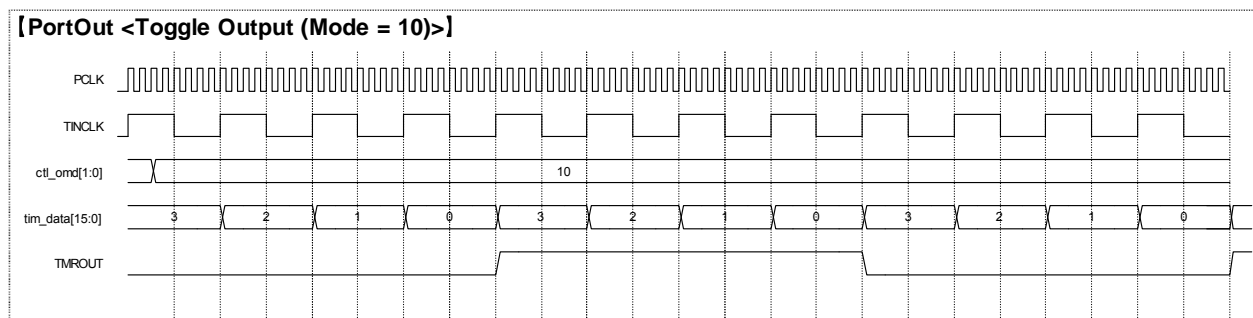 【PortOut <Toggle Output (Mode = 10)>】
PCLK
TINCLK
ctl_omd[1:0] 10
tim_data[15:0] 3 2 1 0 3 2 1 0 3 2 1 0
TMROUT